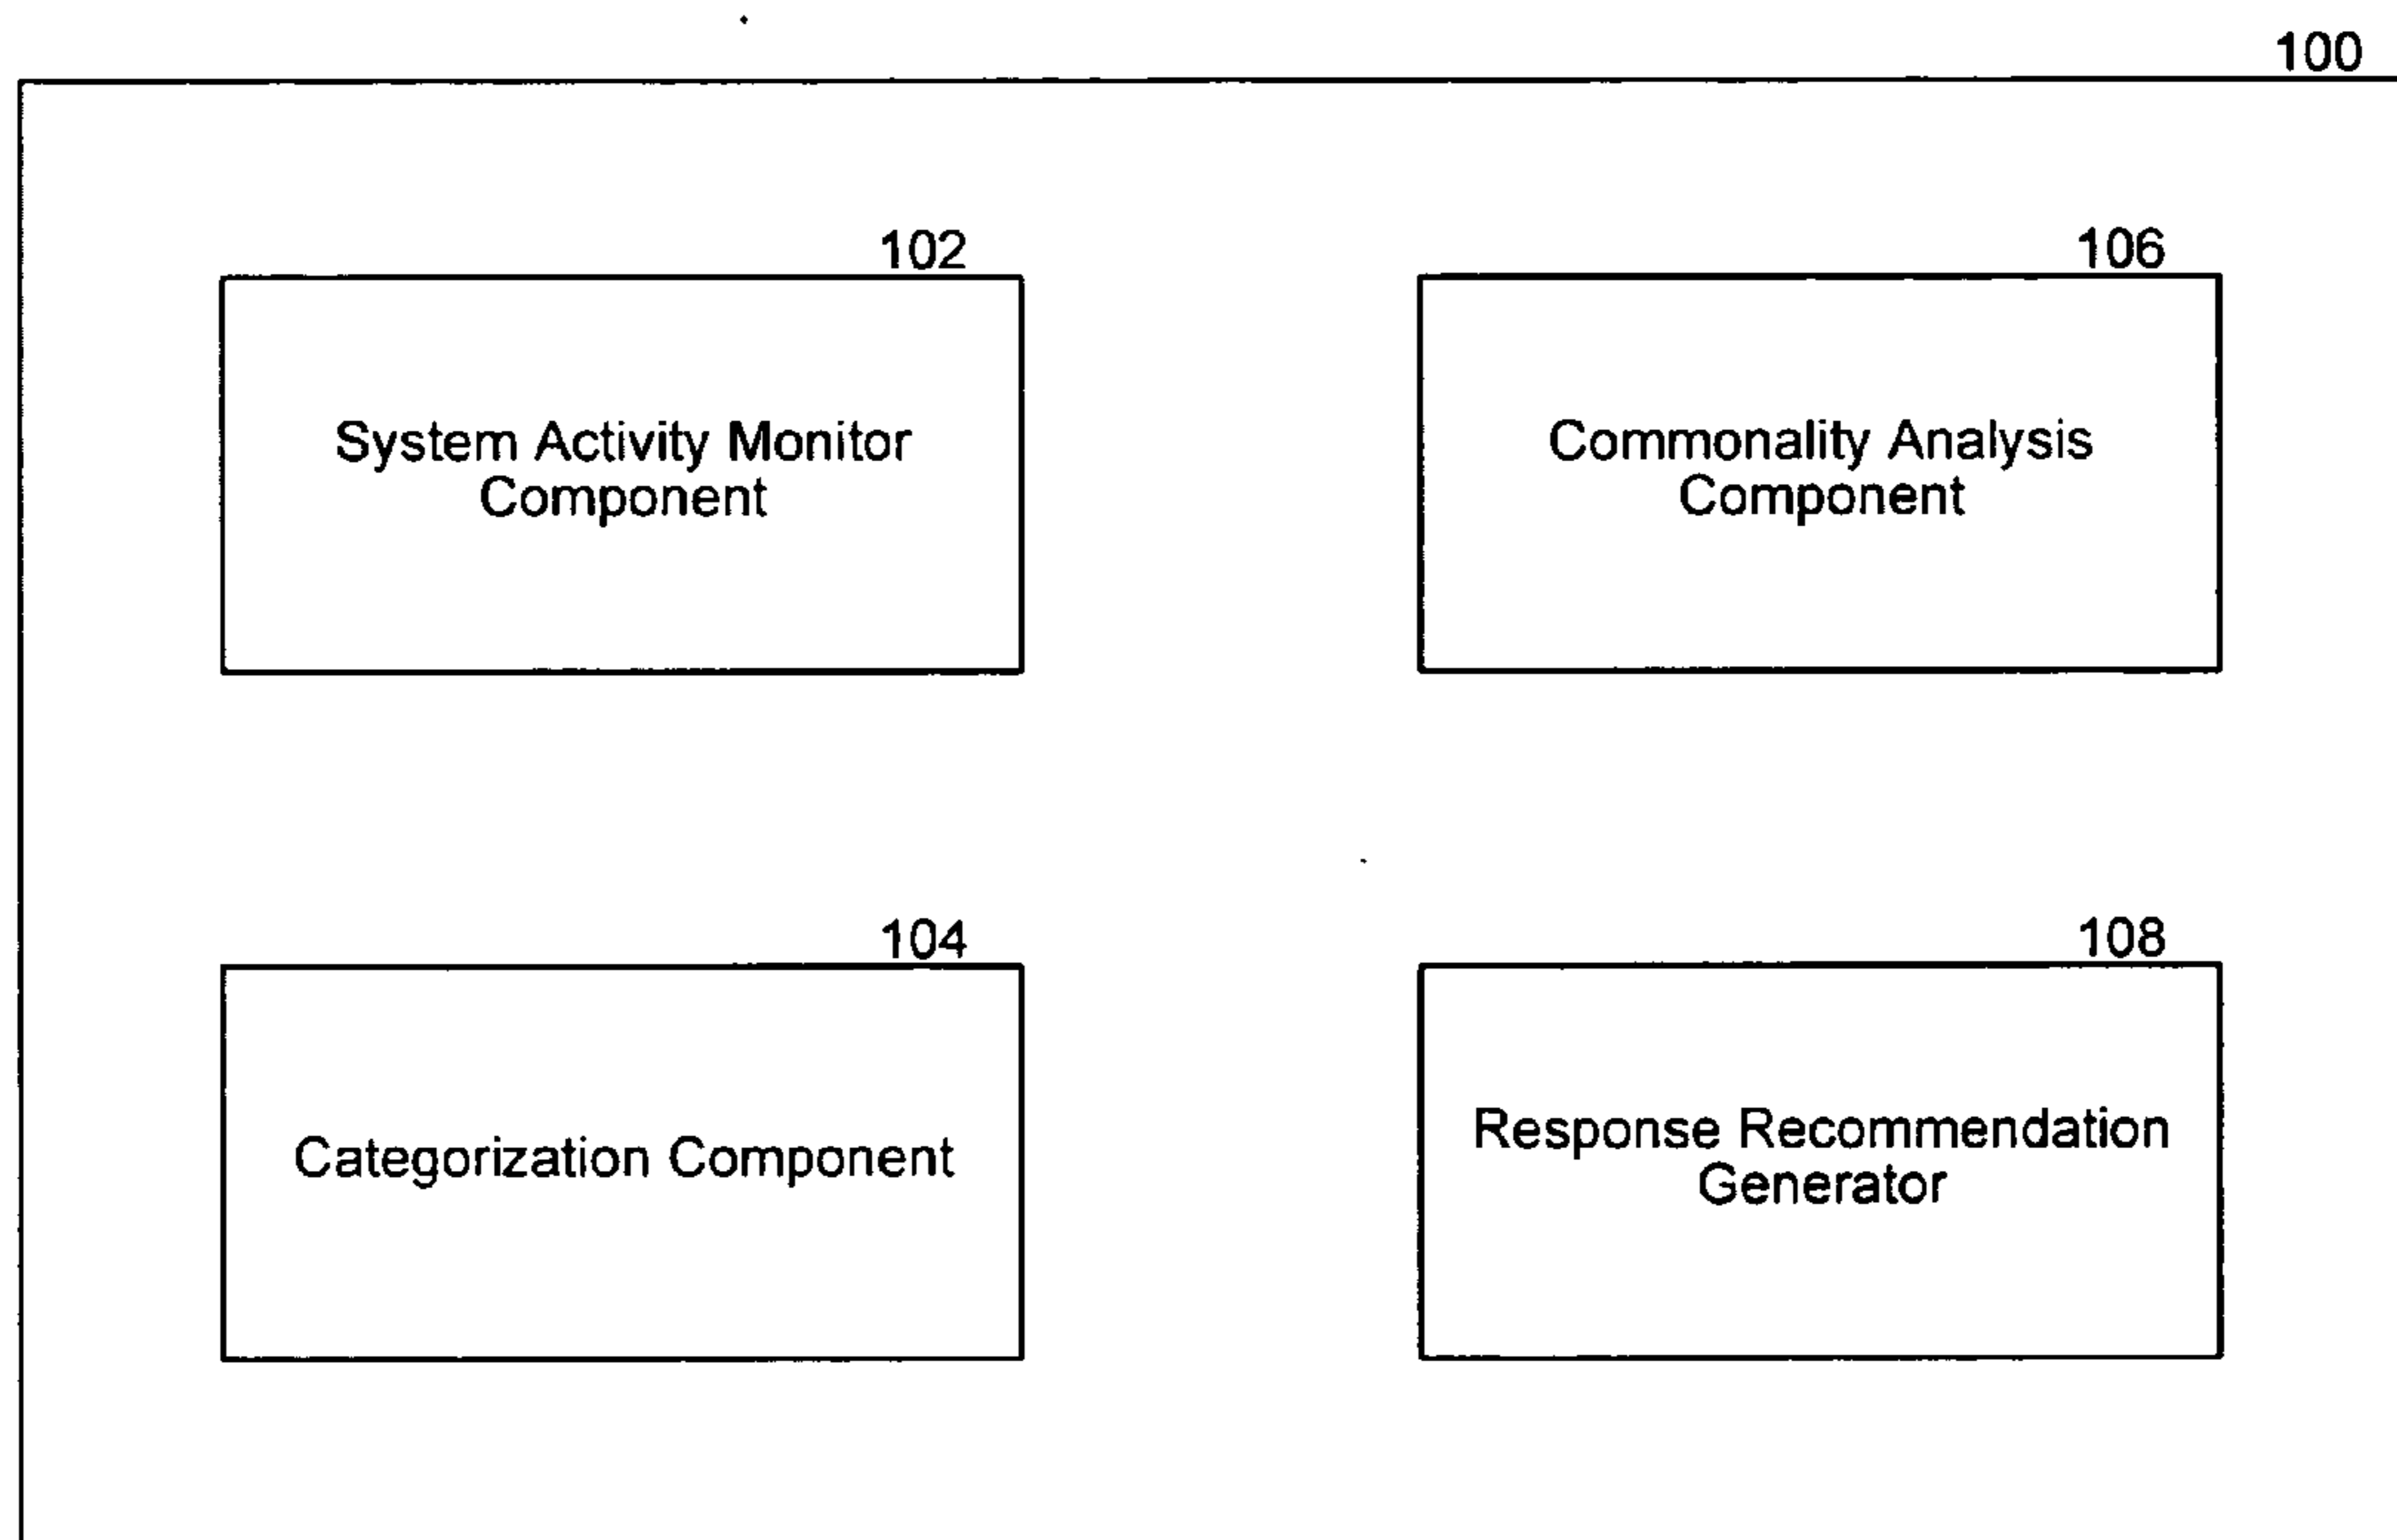 100
102
System Activity Monitor
Component
106
Commonality Analysis
Component
104
Categorization Component
108
Response Recommendation
Generator